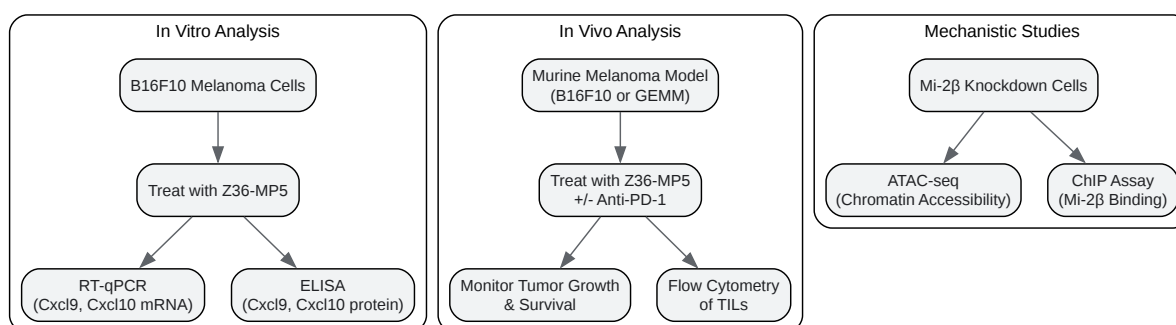 In Vitro Analysis
B16F10 Melanoma Cells
Treat with Z36-MP5
RT-qPCR
(Cxcl9, Cxcl10 mRNA)
ELISA
(Cxcl9, Cxcl10 protein)
In Vivo Analysis
Murine Melanoma Model
(B16F10 or GEMM)
Treat with Z36-MP5
+/- Anti-PD-1
Monitor Tumor Growth
& Survival
Flow Cytometry
of TILs
Mechanistic Studies
Mi-2β Knockdown Cells
ATAC-seq
(Chromatin Accessibility)
ChIP Assay
(Mi-2β Binding)